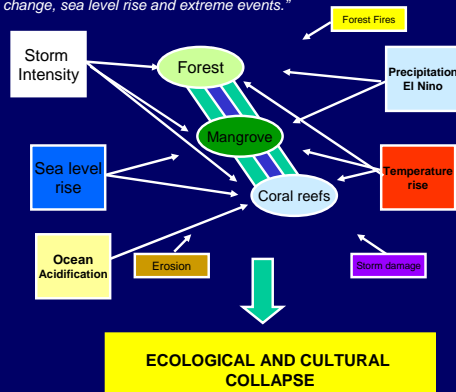 change, sea level rise and extreme events."
Forest Fires
Storm
Intensity
Forest
Precipitation
El Nino
Mangrove
Sea level
rise
Temperature
rise
Coral reefs
Ocean
Acidification
Erosion
Storm damage
ECOLOGICAL AND CULTURAL
COLLAPSE